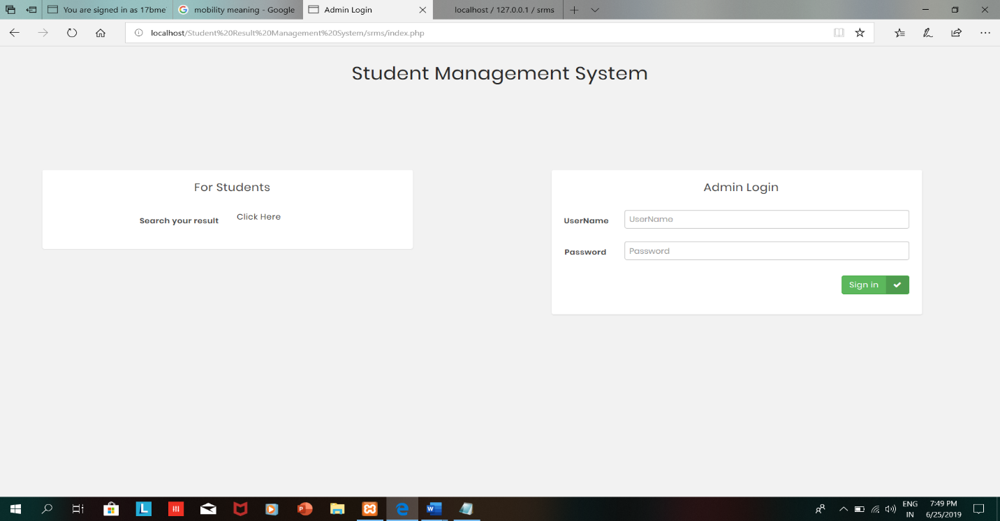 You are signed in as 17bme
mobility meaning - Google
Admin Login
localhost / 127.0.0.1 / srms
localhost/Student%20Result%20Management%20System/srms/index.php
Student Management System
For Students
Search your result Click Here
Admin Login
UserName UserName
Password Password
Sign in
L
P
W
ENG
IN
7:49 PM
6/25/2019